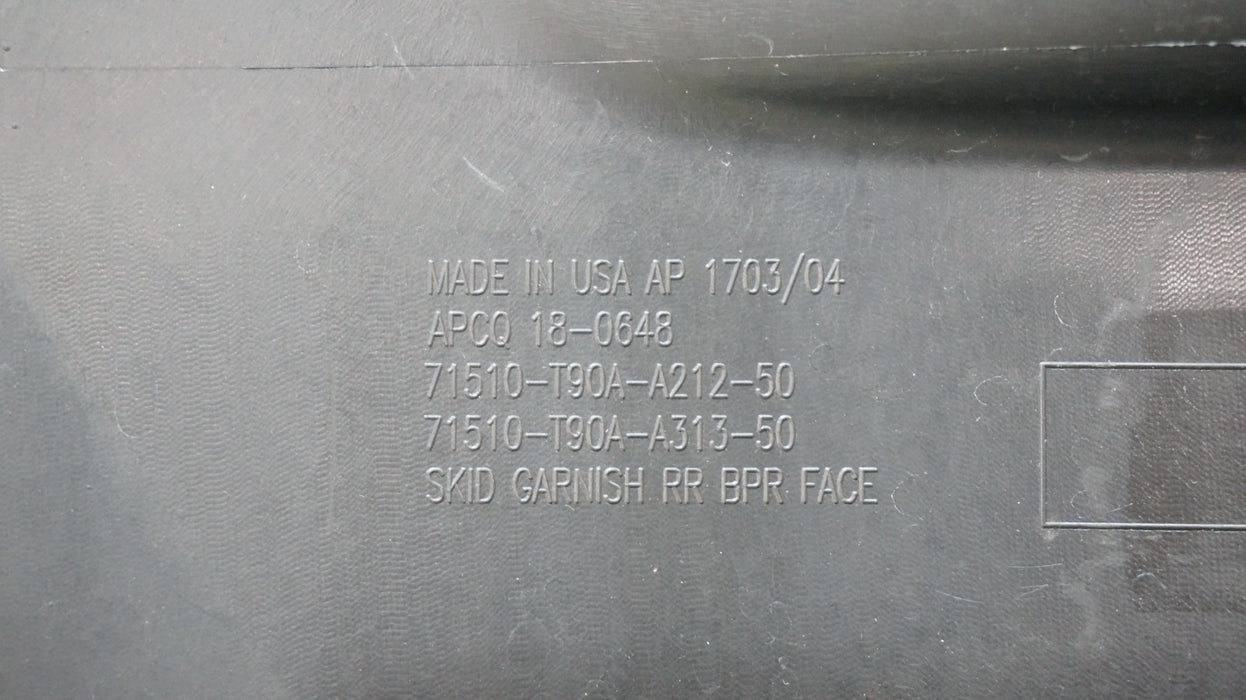 MADE IN USA AP 1703/04
APCQ 18-0648
71510-T90A-A212-50
71510-T90A-A313-50
SKID GARNISH RR BPR FACE